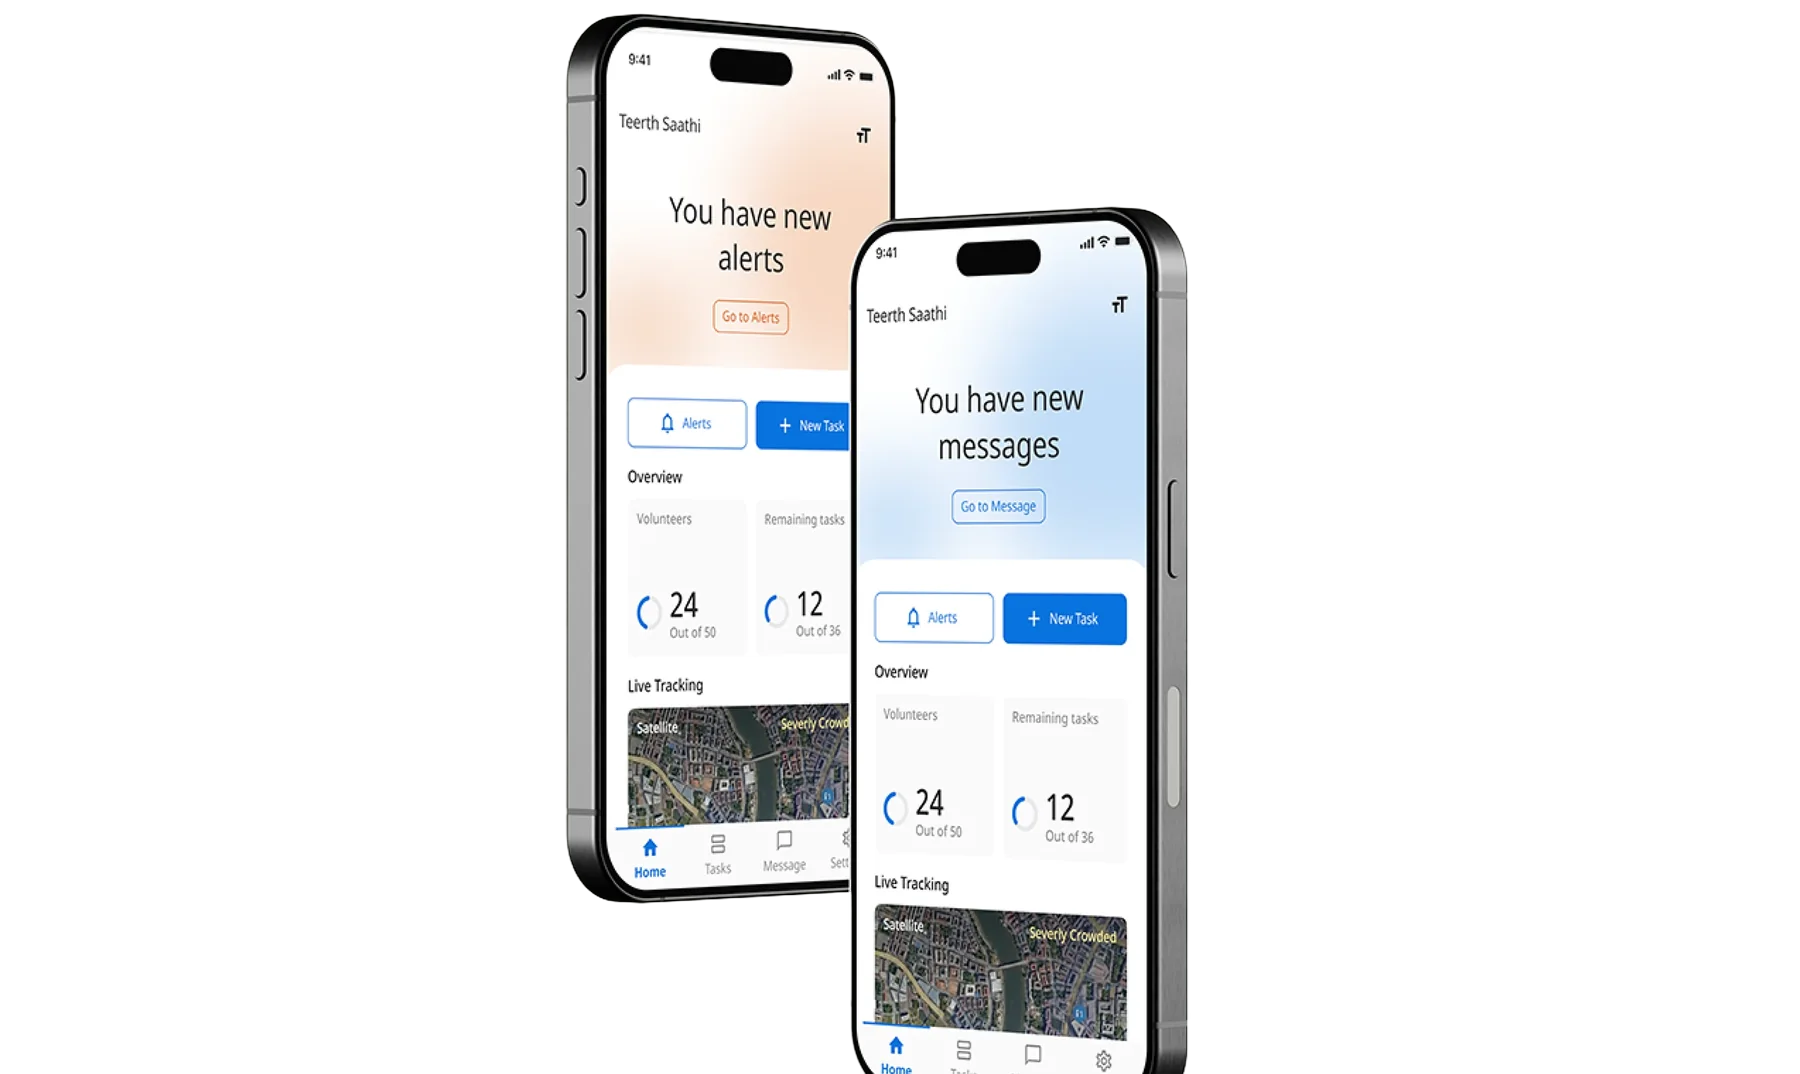 9:41
Teerth Saathi
You have new
alerts
Go to Alerts
Alerts
+ New Task
Overview
Volunteers
Remaining tasks
24
Out of 50
12
Out of 36
Live Tracking
Satellite
Severly Crowd
Home
Tasks
Message
Sett
9:41
Teerth Saathi
You have new
messages
Go to Message
Alerts
+ New Task
Overview
Volunteers
Remaining tasks
24
Out of 50
12
Out of 36
Live Tracking
Satellite
Severly Crowded
Home